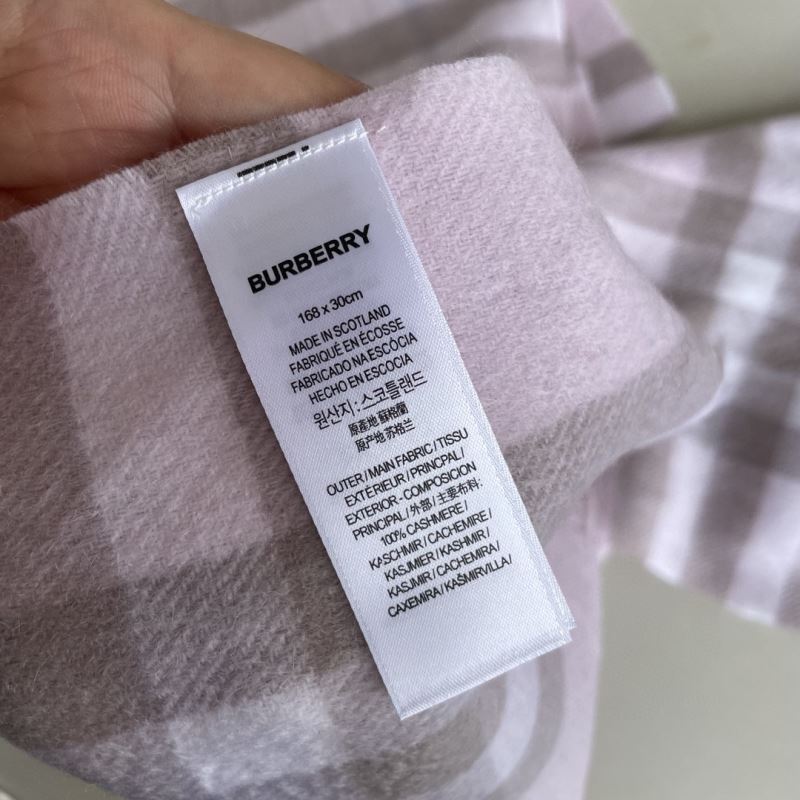 BURBERRY
168 x 30cm
MADE IN SCOTLAND
FABRIQUÉ EN ÉCOSSE
FABRICADO NA ESCÓCIA
HECHO EN ESCOCIA
원산지 : 스코틀랜드
原產地 蘇格蘭
原产地 苏格兰
OUTER / MAIN FABRIC / TISSU
EXTÉRIEUR / PRINCPAL /
EXTERIOR - COMPOSICION
PRINCIPAL / 外部 / 主要布料:
100% CASHMERE /
KASCHMIR / CACHEMIRE /
KASJMIER / KASHMIR /
KASJMIR / CACHEMIRA /
CAXEMIRA / KAŠMIRVILLA /